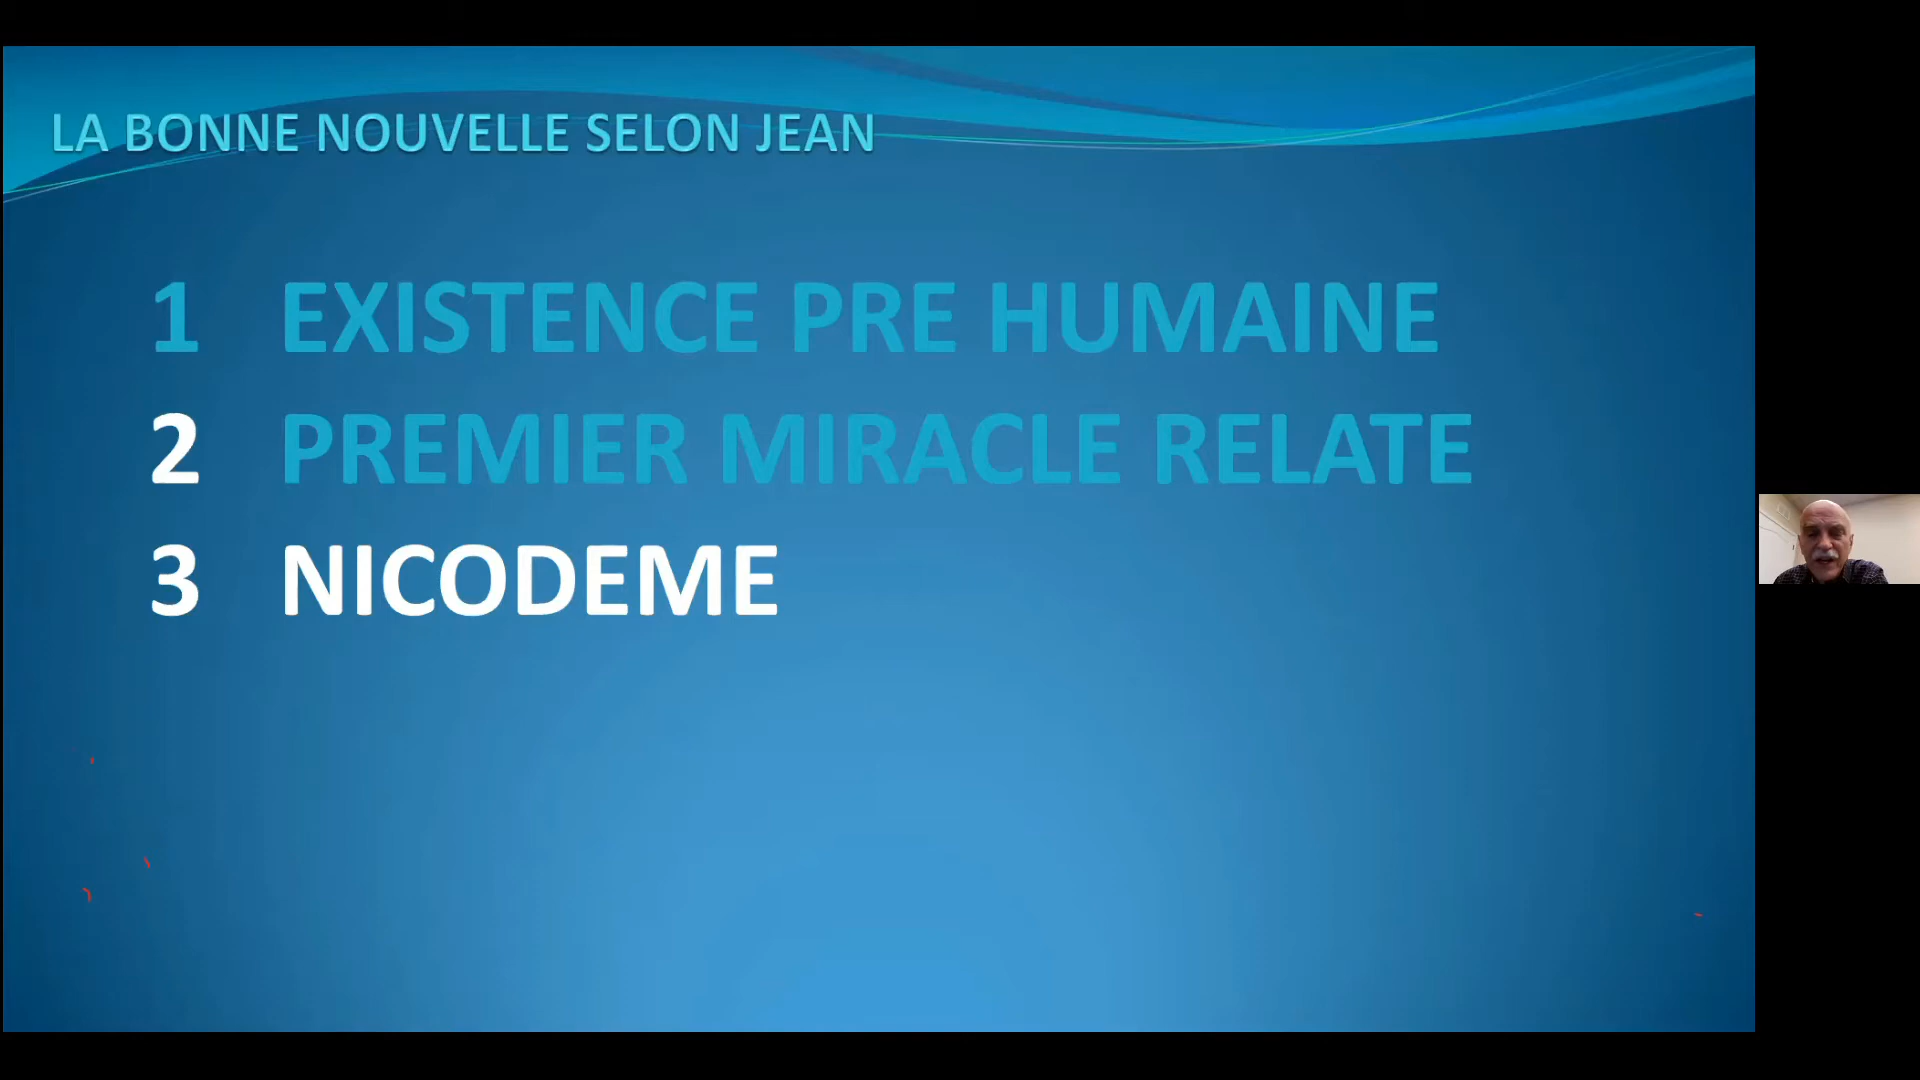 LA BONNE NOUVELLE SELON JEAN
1 EXISTENCE PRE HUMAINE
2 PREMIER MIRACLE RELATE
3 NICODEME